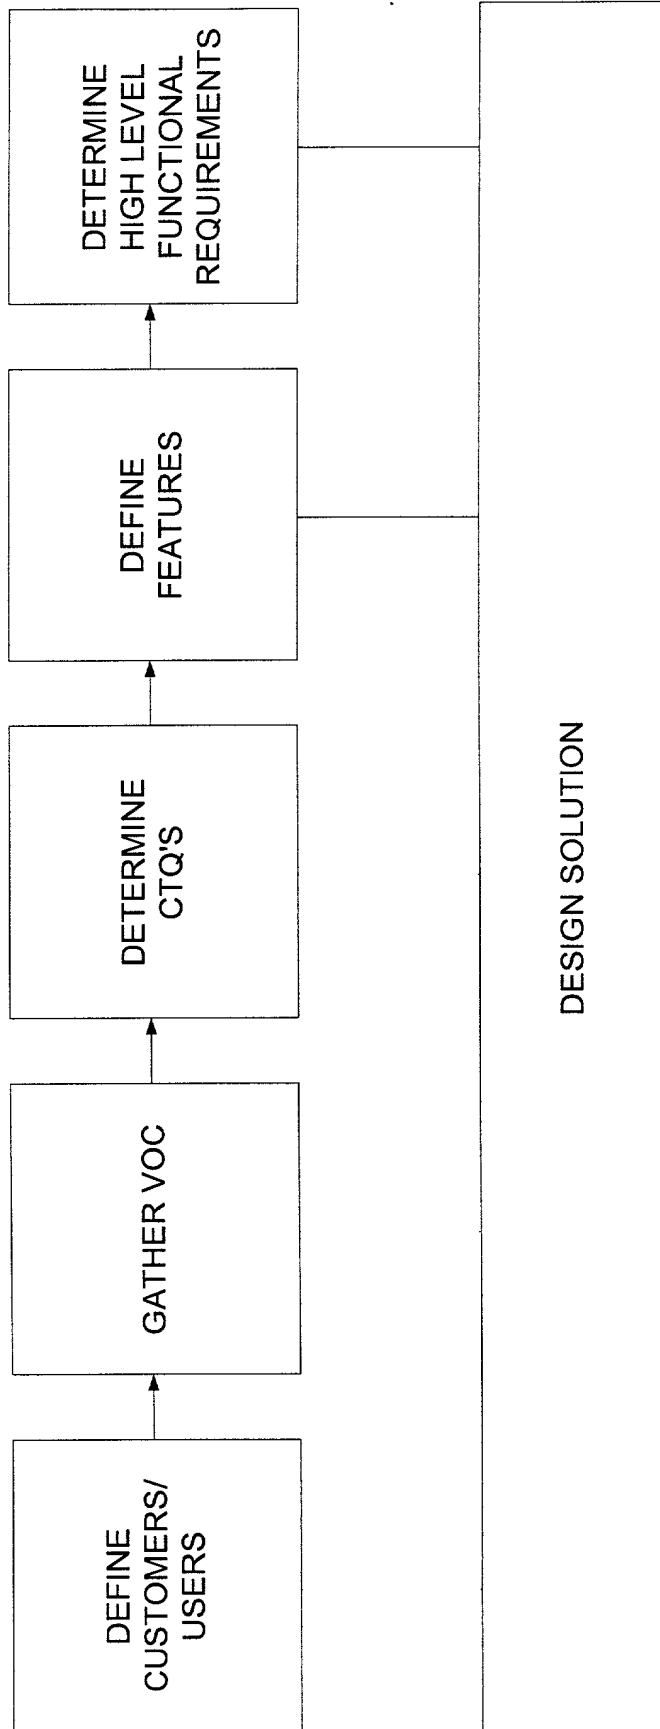 DEFINE
CUSTOMERS/
USERS
GATHER VOC
DETERMINE
CTQ'S
DEFINE
FEATURES
DETERMINE
HIGH LEVEL
FUNCTIONAL
REQUIREMENTS
DESIGN SOLUTION